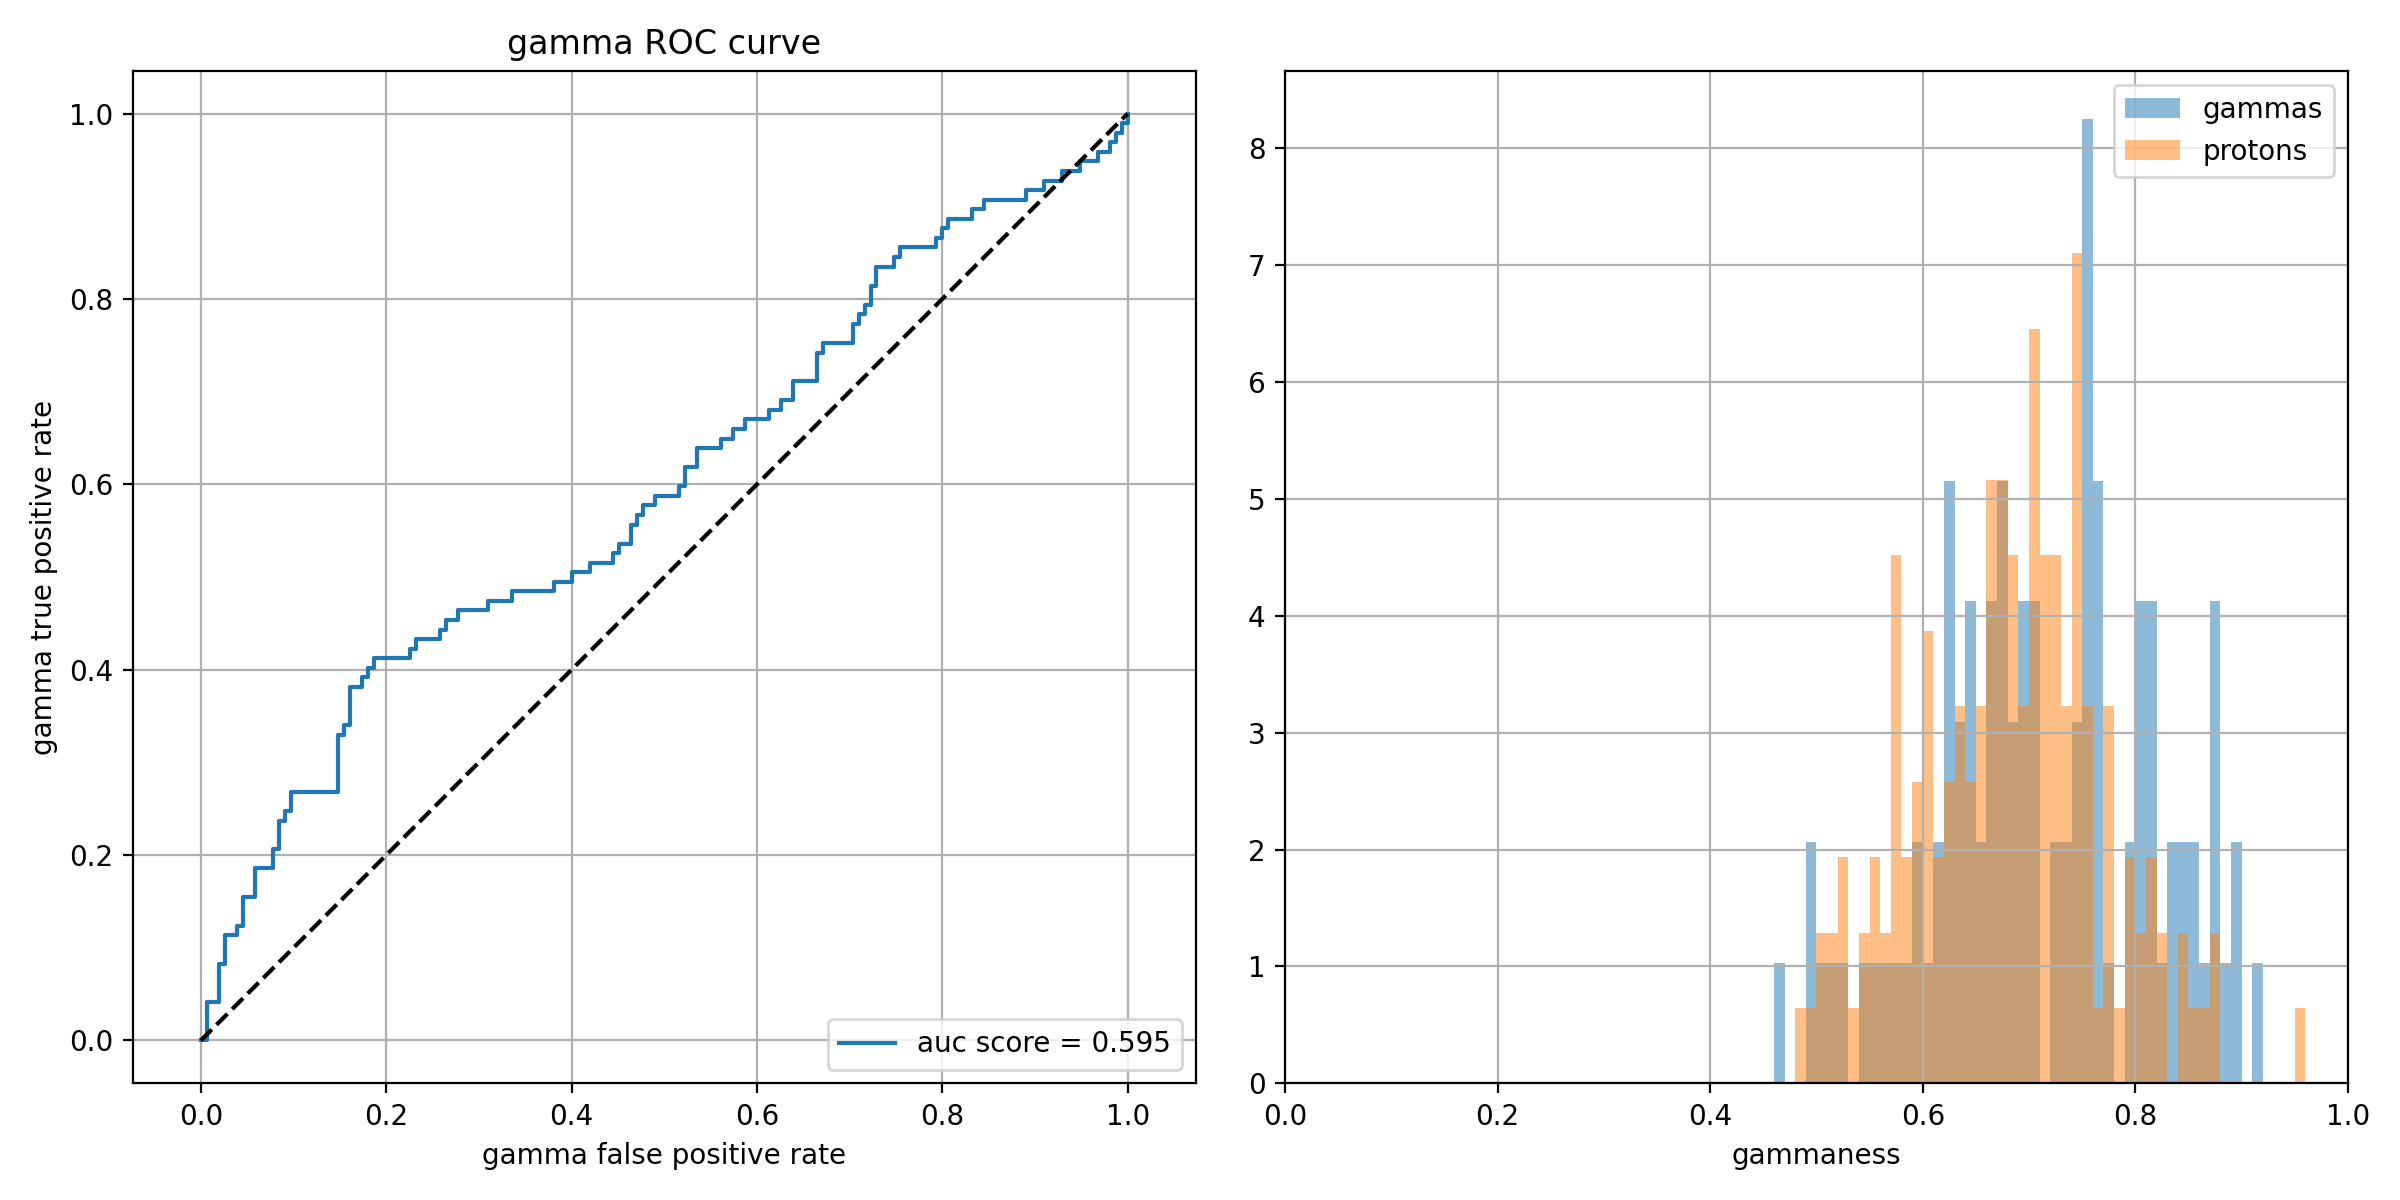 gamma ROC curve
gamma true positive rate
1.0
0.8
0.6
0.4
0.2
0.0
0.0 0.2 0.4 0.6 0.8 1.0
gamma false positive rate
auc score = 0.595
gammas
protons
8
7
6
5
4
3
2
1
0
0.0 0.2 0.4 0.6 0.8 1.0
gammaness